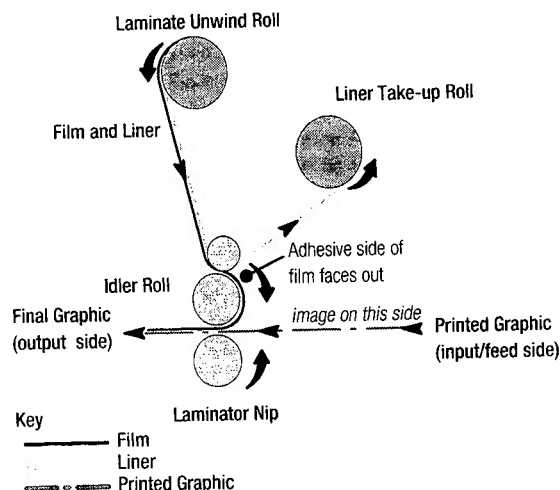 Laminate Unwind Roll
Liner Take-up Roll
Film and Liner
Adhesive side of
film faces out
Idler Roll
image on this side
Final Graphic
(output side)
Printed Graphic
(input/feed side)
Laminator Nip
Key
Film
Liner
Printed Graphic